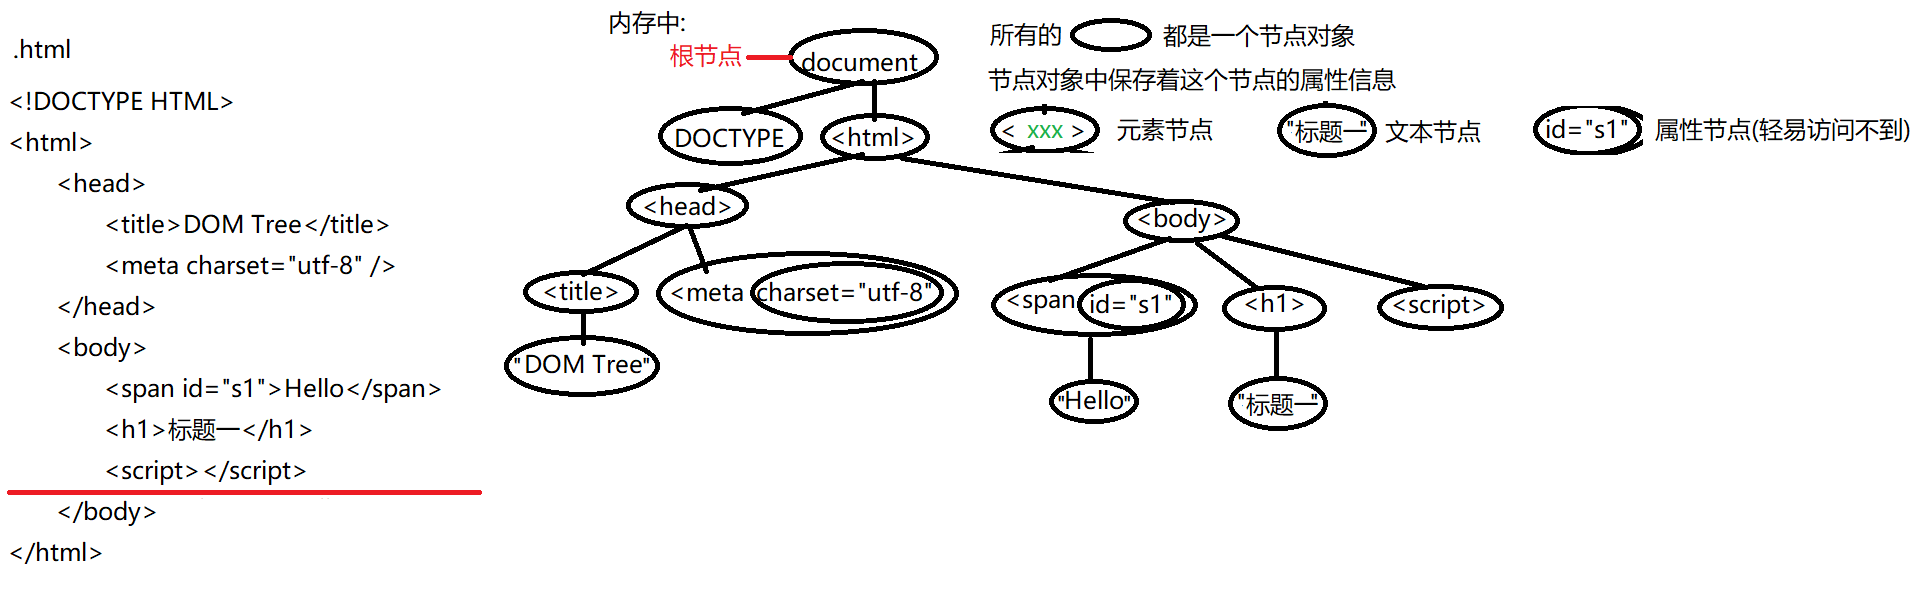 .html
<!DOCTYPE HTML>
<html>
<head>
<title>DOM Tree</title>
<meta charset="utf-8" />
</head>
<body>
<span id="s1">Hello</span>
<h1>标题一</h1>
<script></script>
</body>
</html>
内存中:
根节点
document
DOCTYPE
<html>
<head>
<body>
<title>
<meta charset="utf-8"
<span id="s1"
<h1>
<script>
"DOM Tree"
"Hello"
"标题一"
所有的 都是一个节点对象
节点对象中保存着这个节点的属性信息
< xxx > 元素节点 "标题一" 文本节点 id="s1" 属性节点(轻易访问不到)